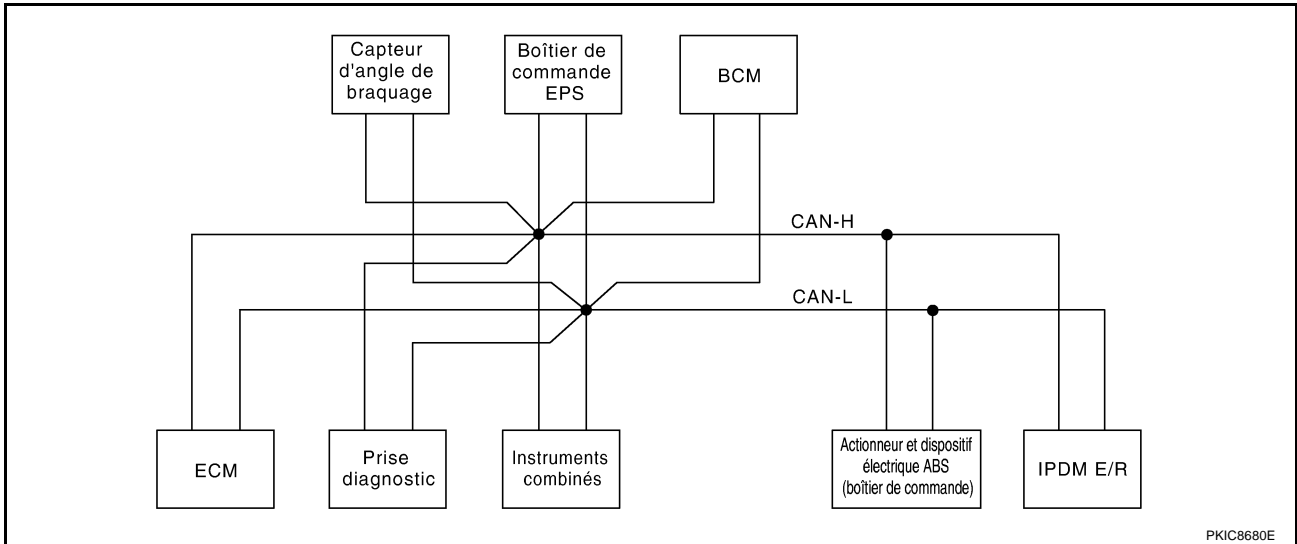 Capteur
d'angle de
braquage
Boîtier de
commande
EPS
BCM
CAN-H
CAN-L
ECM
Prise
diagnostic
Instruments
combinés
Actionneur et dispositif
électrique ABS
(boîtier de commande)
IPDM E/R
PKIC8680E